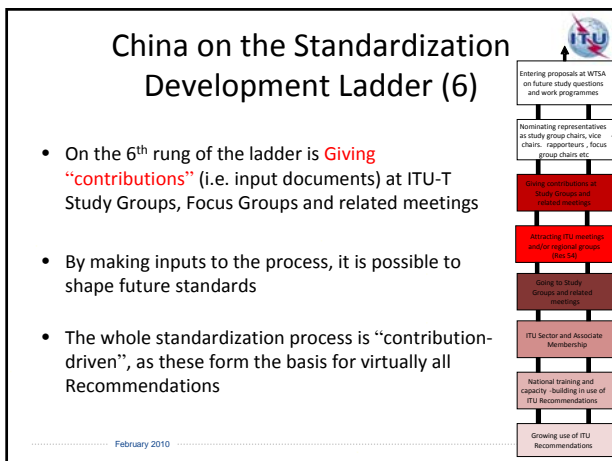 China on the Standardization
Development Ladder (6)
• On the 6th rung of the ladder is Giving
"contributions" (i.e. input documents) at ITU-T
Study Groups, Focus Groups and related meetings
• By making inputs to the process, it is possible to
shape future standards
• The whole standardization process is "contribution-
driven", as these form the basis for virtually all
Recommendations
February 2010
ITU
Entering proposals at WTSA
on future study questions
and work programmes
Nominating representatives
as study group chairs, vice
chairs. rapporteurs , focus
group chairs etc
Giving contributions at
Study Groups and
related meetings
Attracting ITU meetings
and/or regional groups
(Res 54)
Going to Study
Groups and related
meetings
ITU Sector and Associate
Membership
National training and
capacity -building in use of
ITU Recommendations
Growing use of ITU
Recommendations